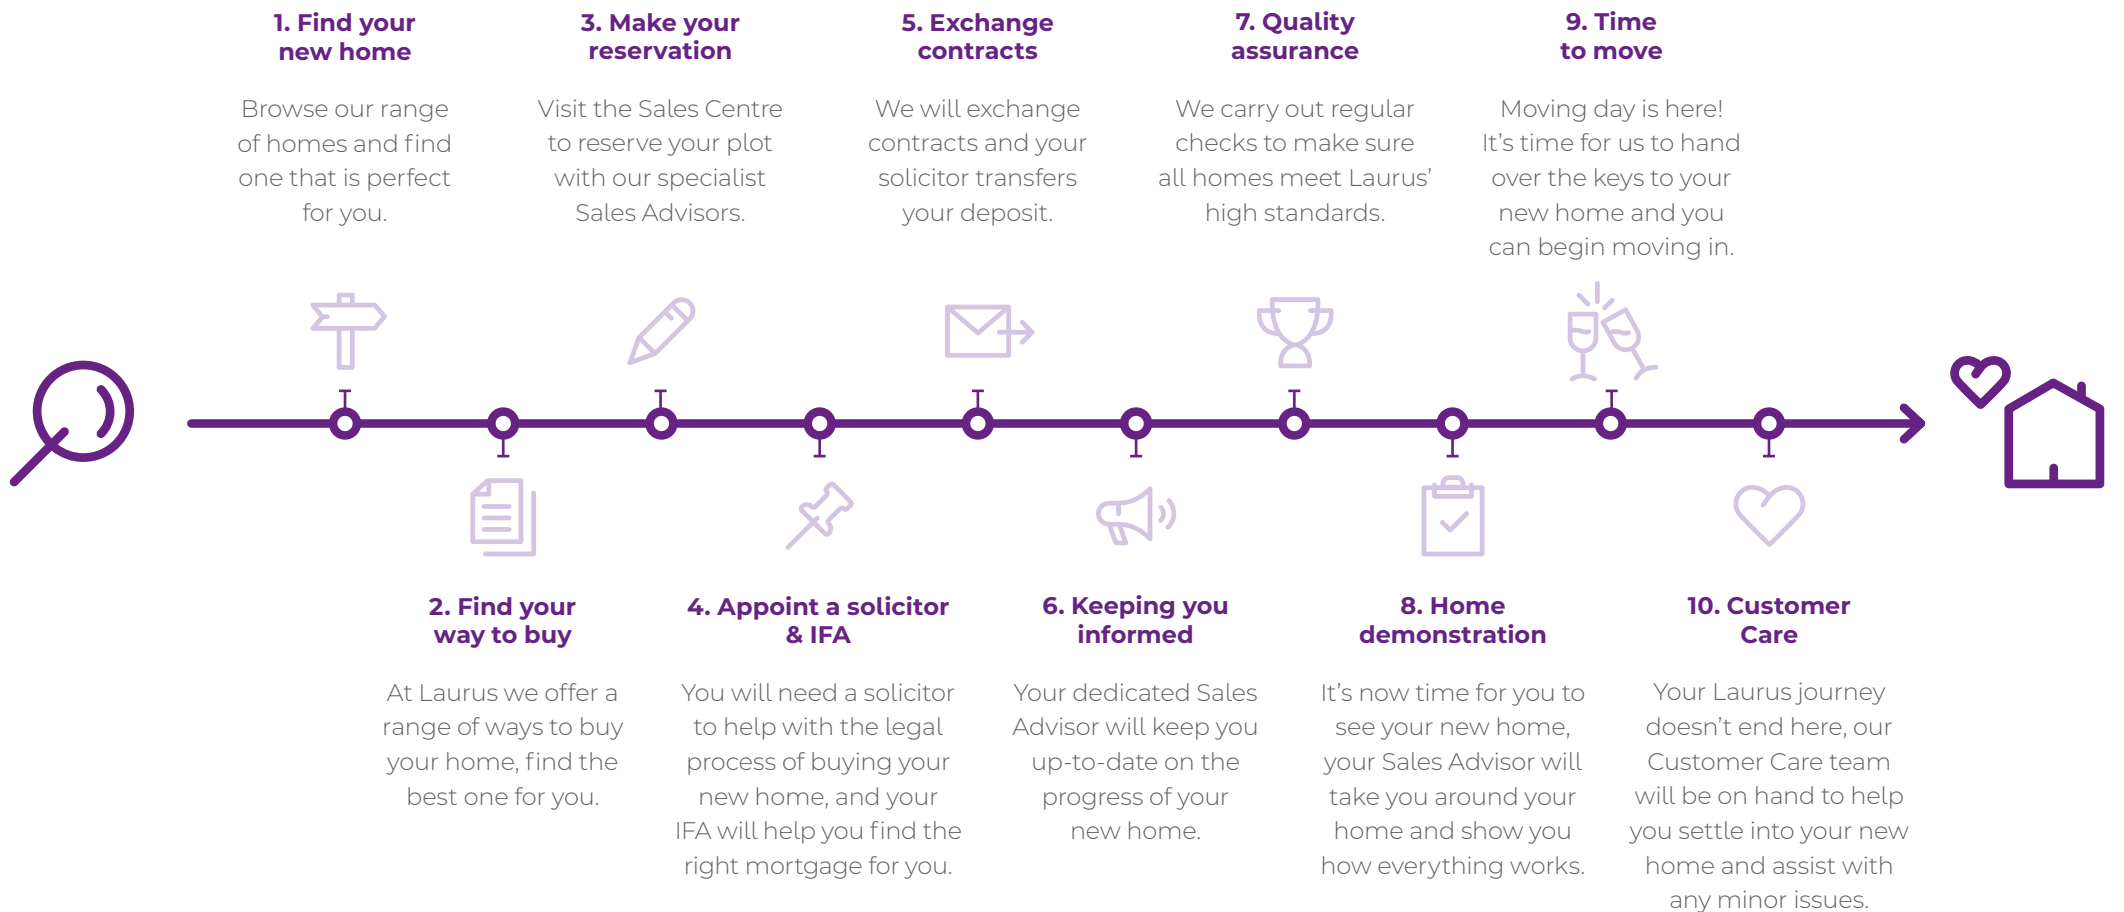 1. Find your
new home
Browse our range
of homes and find
one that is perfect
for you.
2. Find your
way to buy
At Laurus we offer a
range of ways to buy
your home, find the
best one for you.
3. Make your
reservation
Visit the Sales Centre
to reserve your plot
with our specialist
Sales Advisors.
4. Appoint a solicitor
& IFA
You will need a solicitor
to help with the legal
process of buying your
new home, and your
IFA will help you find the
right mortgage for you.
5. Exchange
contracts
We will exchange
contracts and your
solicitor transfers
your deposit.
6. Keeping you
informed
Your dedicated Sales
Advisor will keep you
up-to-date on the
progress of your
new home.
7. Quality
assurance
We carry out regular
checks to make sure
all homes meet Laurus’
high standards.
8. Home
demonstration
It’s now time for you to
see your new home,
your Sales Advisor will
take you around your
home and show you
how everything works.
9. Time
to move
Moving day is here!
It’s time for us to hand
over the keys to your
new home and you
can begin moving in.
10. Customer
Care
Your Laurus journey
doesn’t end here, our
Customer Care team
will be on hand to help
you settle into your new
home and assist with
any minor issues.